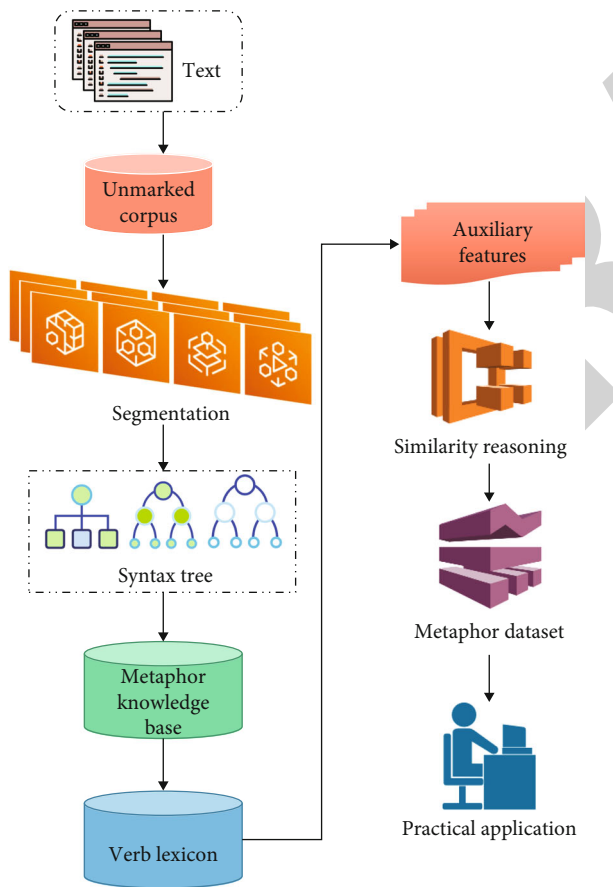 Text
Unmarked
corpus
Segmentation
Syntax tree
Metaphor
knowledge
base
Verb lexicon
Auxiliary
features
Similarity reasoning
Metaphor dataset
Practical application